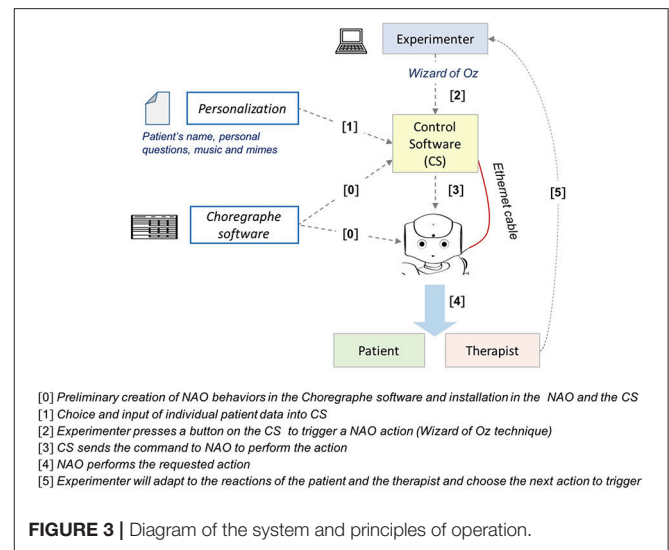 Experimenter
Wizard of Oz
[2]
Personalization
[1]
Patient's name, personal
questions, music and mimes
Control
Software
(CS)
Ethernet cable
[0]
[3]
[5]
Choregraphe
software
[0]
[4]
Patient
Therapist
[0] Preliminary creation of NAO behaviors in the Choregraphe software and installation in the NAO and the CS
[1] Choice and input of individual patient data into CS
[2] Experimenter presses a button on the CS to trigger a NAO action (Wizard of Oz technique)
[3] CS sends the command to NAO to perform the action
[4] NAO performs the requested action
[5] Experimenter will adapt to the reactions of the patient and the therapist and choose the next action to trigger
FIGURE 3 | Diagram of the system and principles of operation.